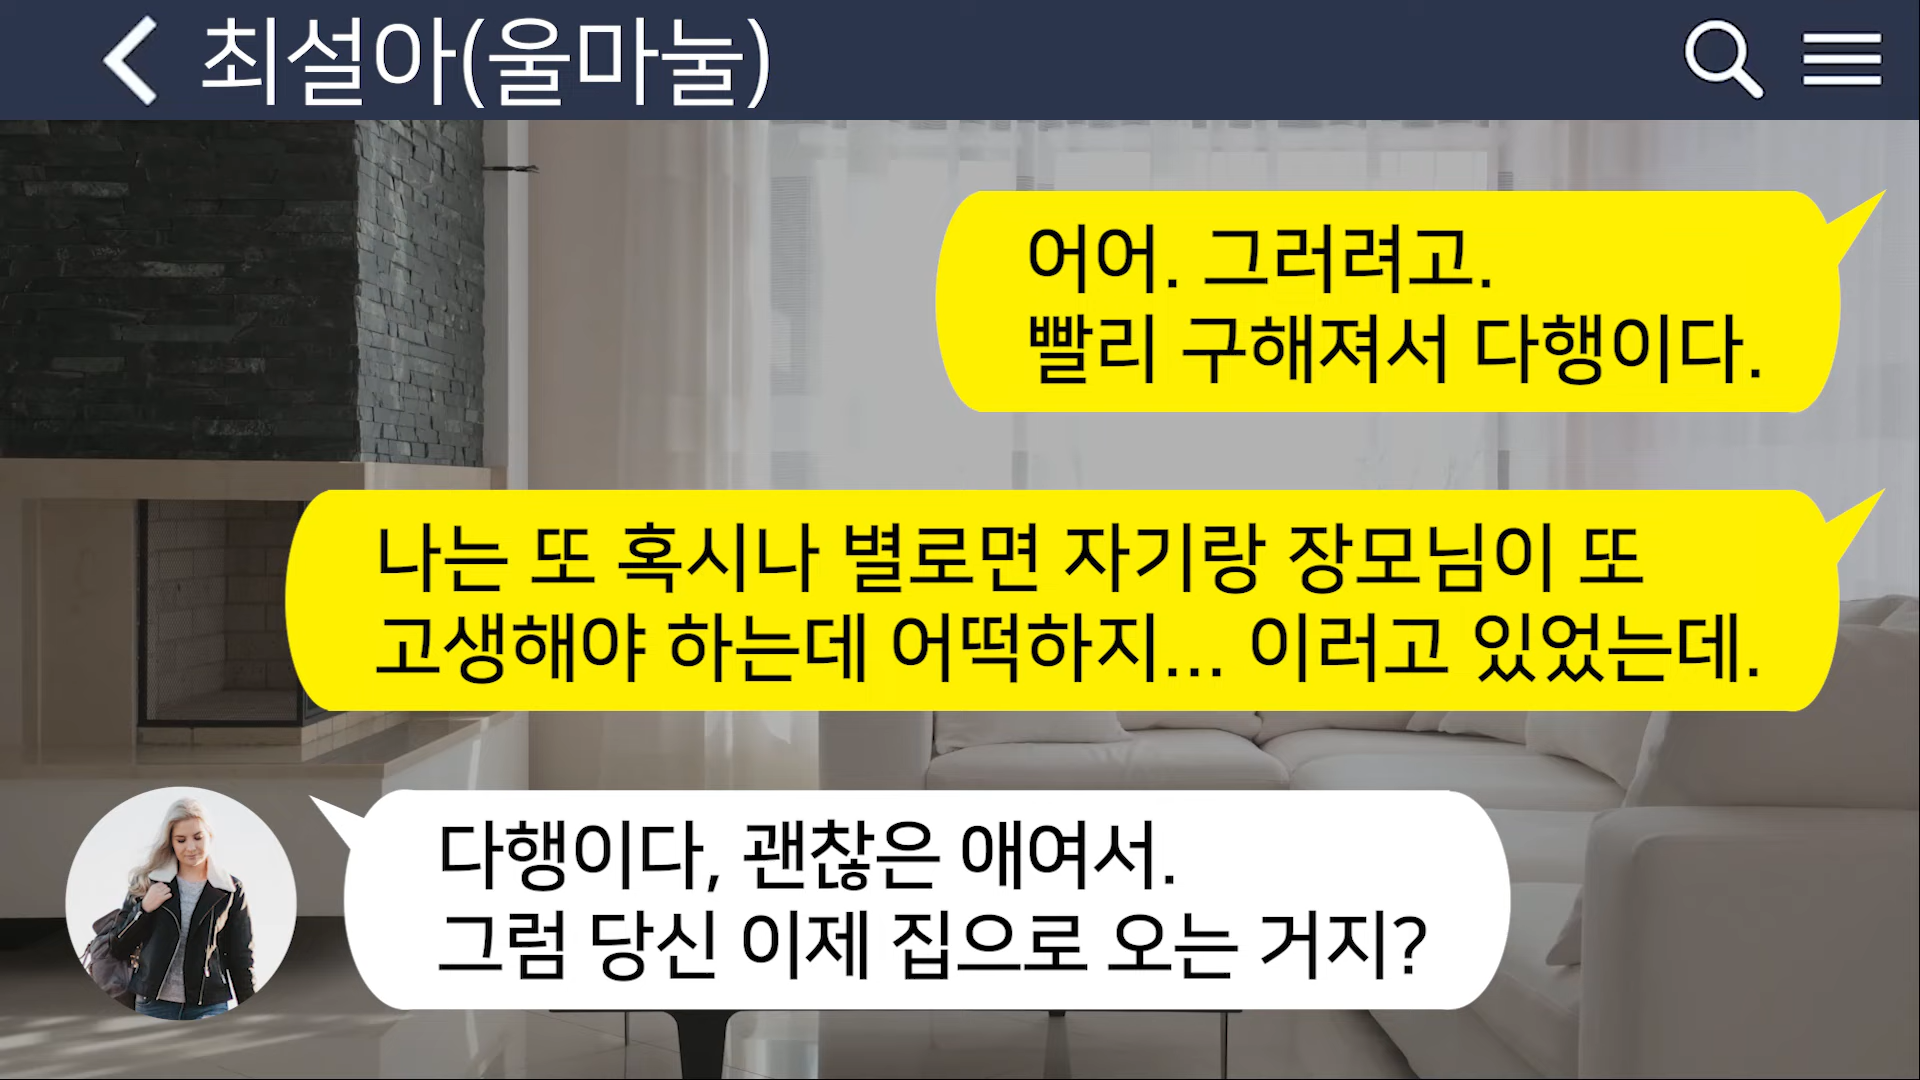 최설아(울마눌)
어어. 그러려고.
빨리 구해져서 다행이다.
나는 또 혹시나 별로면 자기랑 장모님이 또
고생해야 하는데 어떡하지... 이러고 있었는데.
다행이다, 괜찮은 애여서.
그럼 당신 이제 집으로 오는 거지?